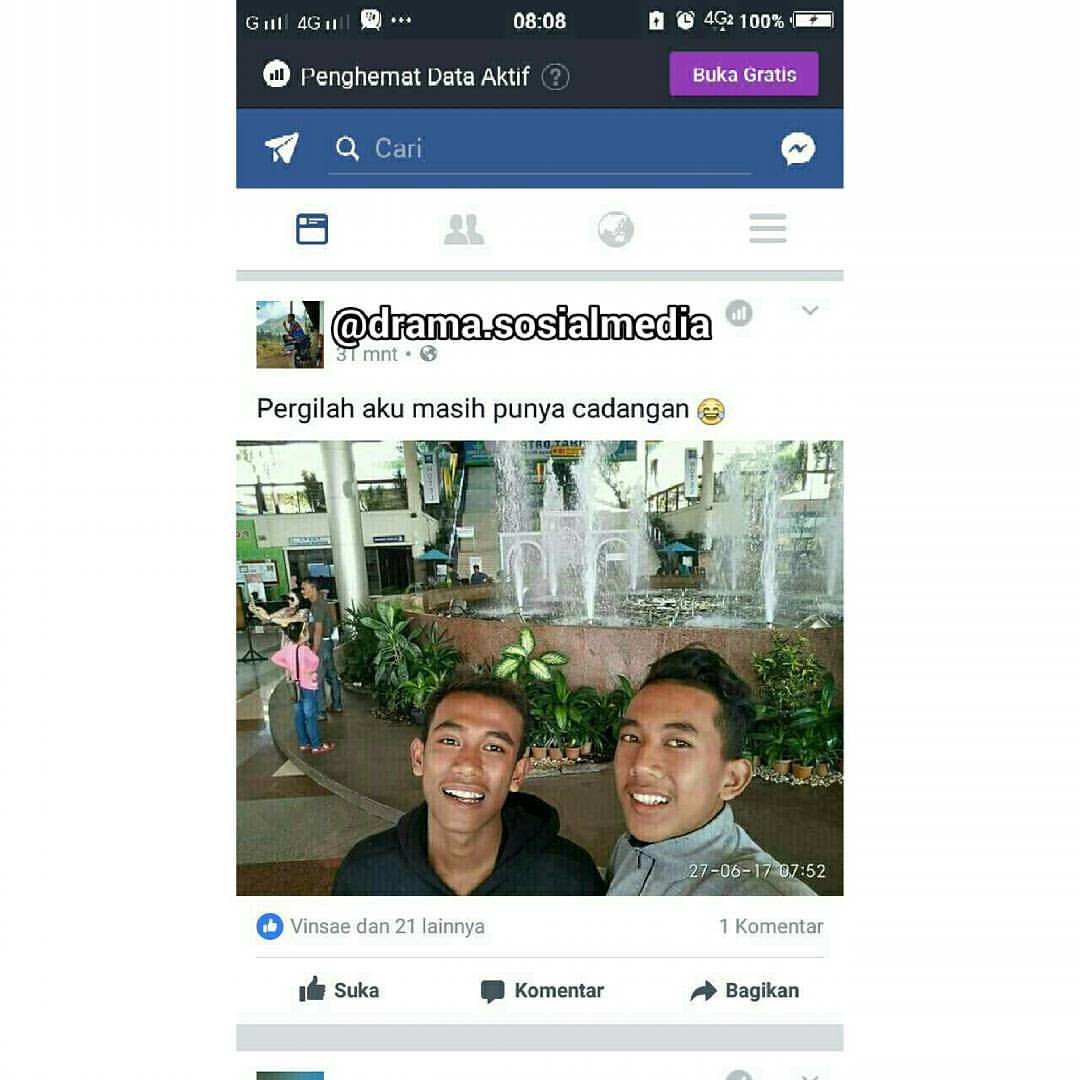 G 4G ... 08:08 4G2 100%
Penghemat Data Aktif ? Buka Gratis
Cari
@drama.sosialmedia
31 mnt
Pergilah aku masih punya cadangan 😂
27-06-17 07:52
Vinsae dan 21 lainnya 1 Komentar
Suka Komentar Bagikan